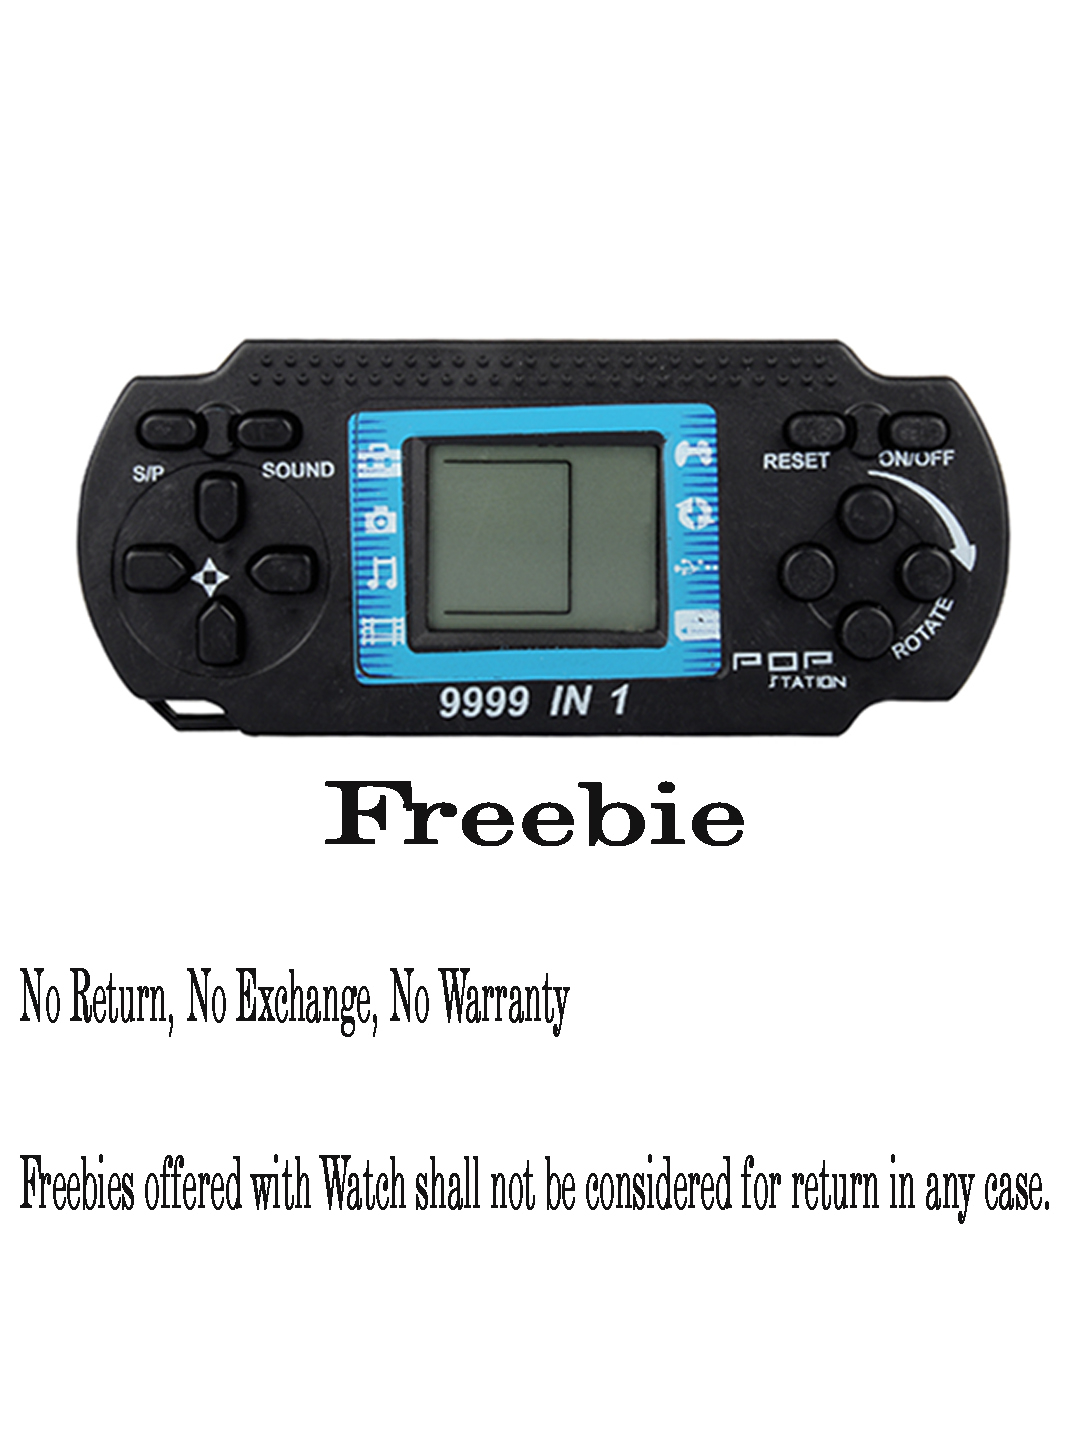 S/P
SOUND
RESET
ON/OFF
ROTATE
POP
STATION
9999 IN 1
Freebie
No Return, No Exchange, No Warranty
Freebies offered with Watch shall not be considered for return in any case.